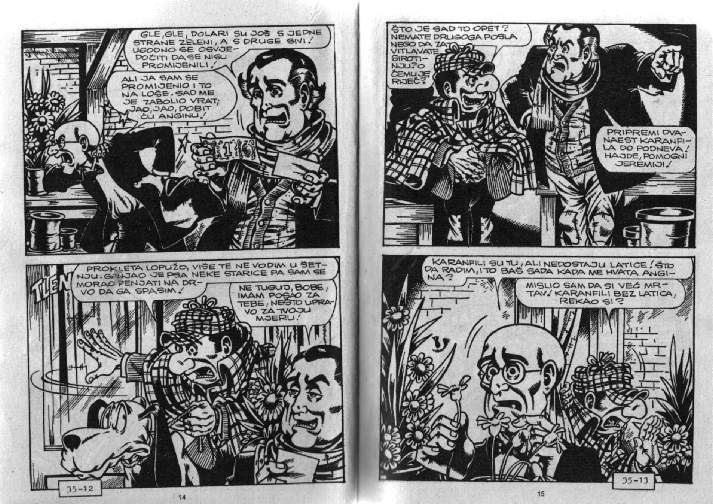 GLE, GLE, DOLARI SU JOŠ S JEDNE
STRANE ZELENI, A S DRUGE SIVI!
UGODNO SE OSVJE-
DOČITI DA SE NISU
PROMIJENILI!
ALI JA SAM SE
PROMIJENIO I TO
NA LOŠE. SAD ME
JE ZABOLIO VRAT,
JAO, JAO, DOBIT
ĆU ANGINU!
PROKLETA LOPUŽO, VIŠE TE NE VODIM U ŠET-
NJU. GANJAO JE PSA NEKE STARICE PA SAM SE
MORAO PENJATI NA DR-
VO DA GA SPASIM!
NE TUGUJ, BOBE,
IMAM POSAO ZA
TEBE, NEŠTO UPRA-
VO ZA TVOJU
MJERU!
35-12
14
ŠTO JE SAD TO OPET?
NEMATE DRUGOGA POSLA
NEGO DA ZA-
VITLAVATE
SIROTI-
NJU? O
ČEMU JE
RIJEČ?
PRIPREMI DVA-
NAEST KARANFI-
LA DO PODNEVA!
HAJDE, POMOGNI
JEREMIJI!
KARANFILI SU TU, ALI NEDOSTAJU LATICE! ŠTO
DA RADIM, I TO BAŠ SADA KADA ME HVATA ANGI-
NA?
MISLIO SAM DA SI VEĆ MR-
TAV! KARANFILI BEZ LATICA,
REKAO SI?
35-13
15